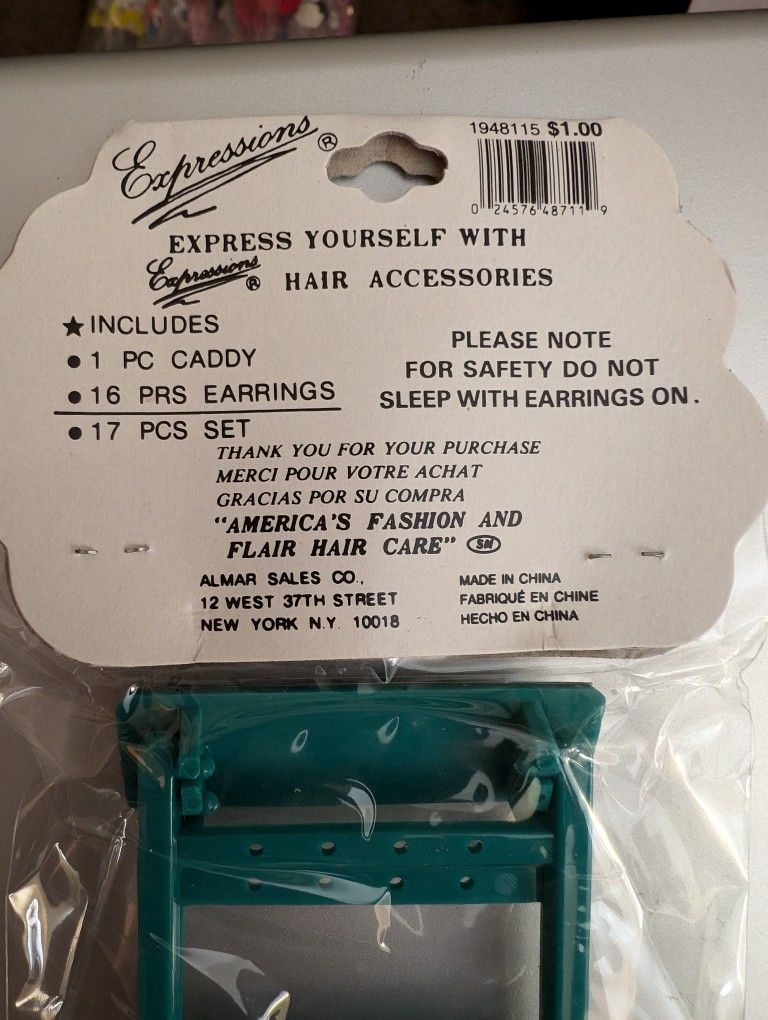 Expressions®
1948115 $1.00
0 24576 48711 9
EXPRESS YOURSELF WITH
Expressions® HAIR ACCESSORIES
★ INCLUDES
● 1 PC CADDY
● 16 PRS EARRINGS
● 17 PCS SET
PLEASE NOTE
FOR SAFETY DO NOT
SLEEP WITH EARRINGS ON.
THANK YOU FOR YOUR PURCHASE
MERCI POUR VOTRE ACHAT
GRACIAS POR SU COMPRA
"AMERICA'S FASHION AND
FLAIR HAIR CARE" SM
ALMAR SALES CO.,
12 WEST 37TH STREET
NEW YORK N.Y. 10018
MADE IN CHINA
FABRIQUÉ EN CHINE
HECHO EN CHINA